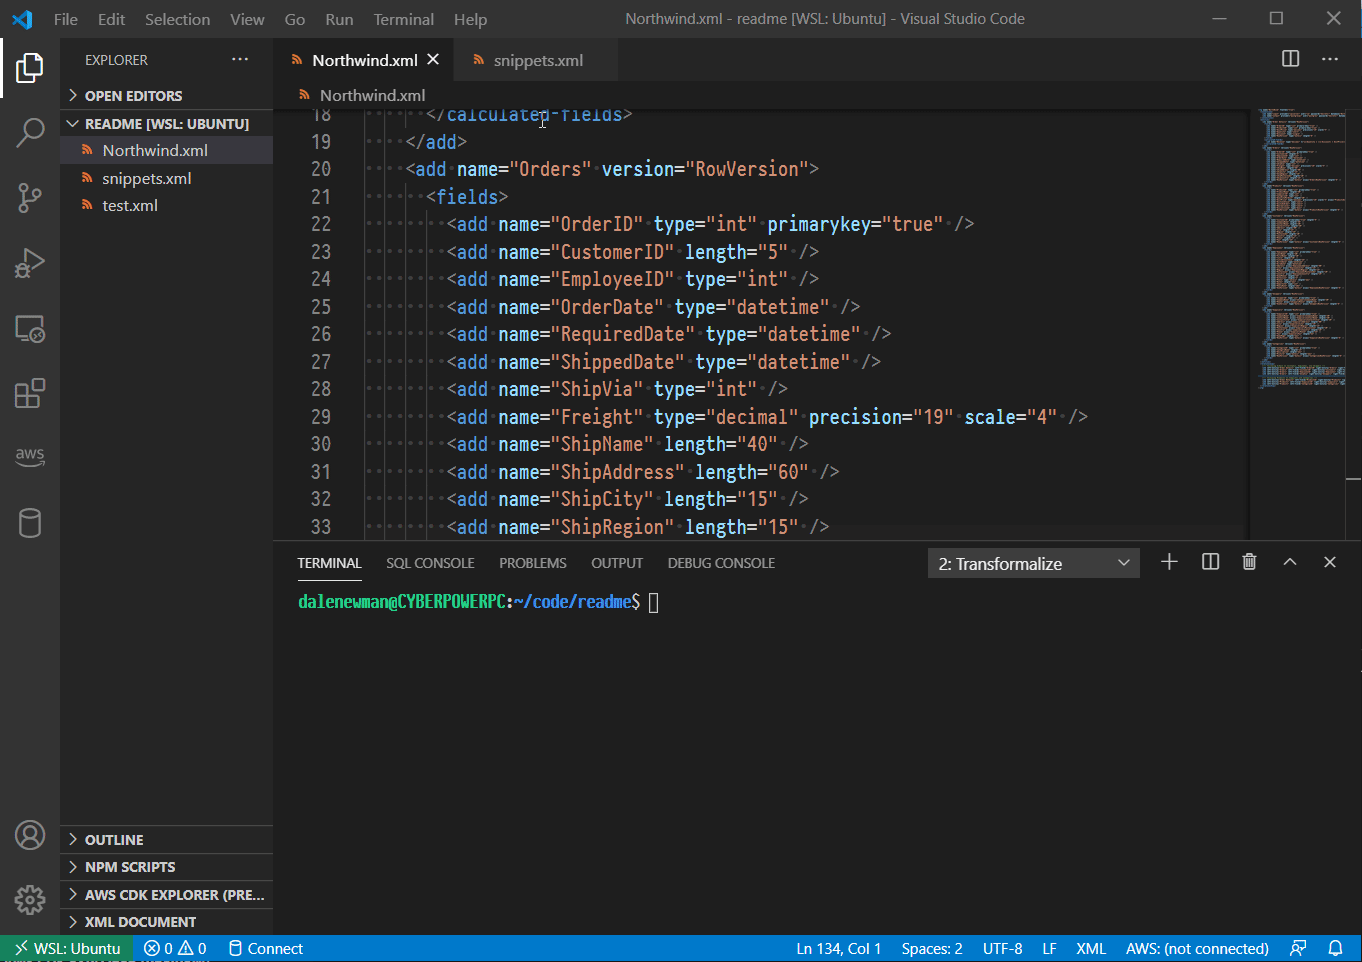 File Edit Selection View Go Run Terminal Help
Northwind.xml - readme [WSL: Ubuntu] - Visual Studio Code
EXPLORER
OPEN EDITORS
README [WSL: UBUNTU]
Northwind.xml
snippets.xml
test.xml
aws
OUTLINE
NPM SCRIPTS
AWS CDK EXPLORER (PRE...
XML DOCUMENT
Northwind.xml
snippets.xml
Northwind.xml
18 </calculated-fields>
19 </add>
20 <add name="Orders" version="RowVersion">
21 <fields>
22 <add name="OrderID" type="int" primarykey="true" />
23 <add name="CustomerID" length="5" />
24 <add name="EmployeeID" type="int" />
25 <add name="OrderDate" type="datetime" />
26 <add name="RequiredDate" type="datetime" />
27 <add name="ShippedDate" type="datetime" />
28 <add name="ShipVia" type="int" />
29 <add name="Freight" type="decimal" precision="19" scale="4" />
30 <add name="ShipName" length="40" />
31 <add name="ShipAddress" length="60" />
32 <add name="ShipCity" length="15" />
33 <add name="ShipRegion" length="15" />
TERMINAL SQL CONSOLE PROBLEMS OUTPUT DEBUG CONSOLE
2: Transformalize
dalenewman@CYBERPOWERPC:~/code/readme$
WSL: Ubuntu 0 0 Connect
Ln 134, Col 1 Spaces: 2 UTF-8 LF XML AWS: (not connected)